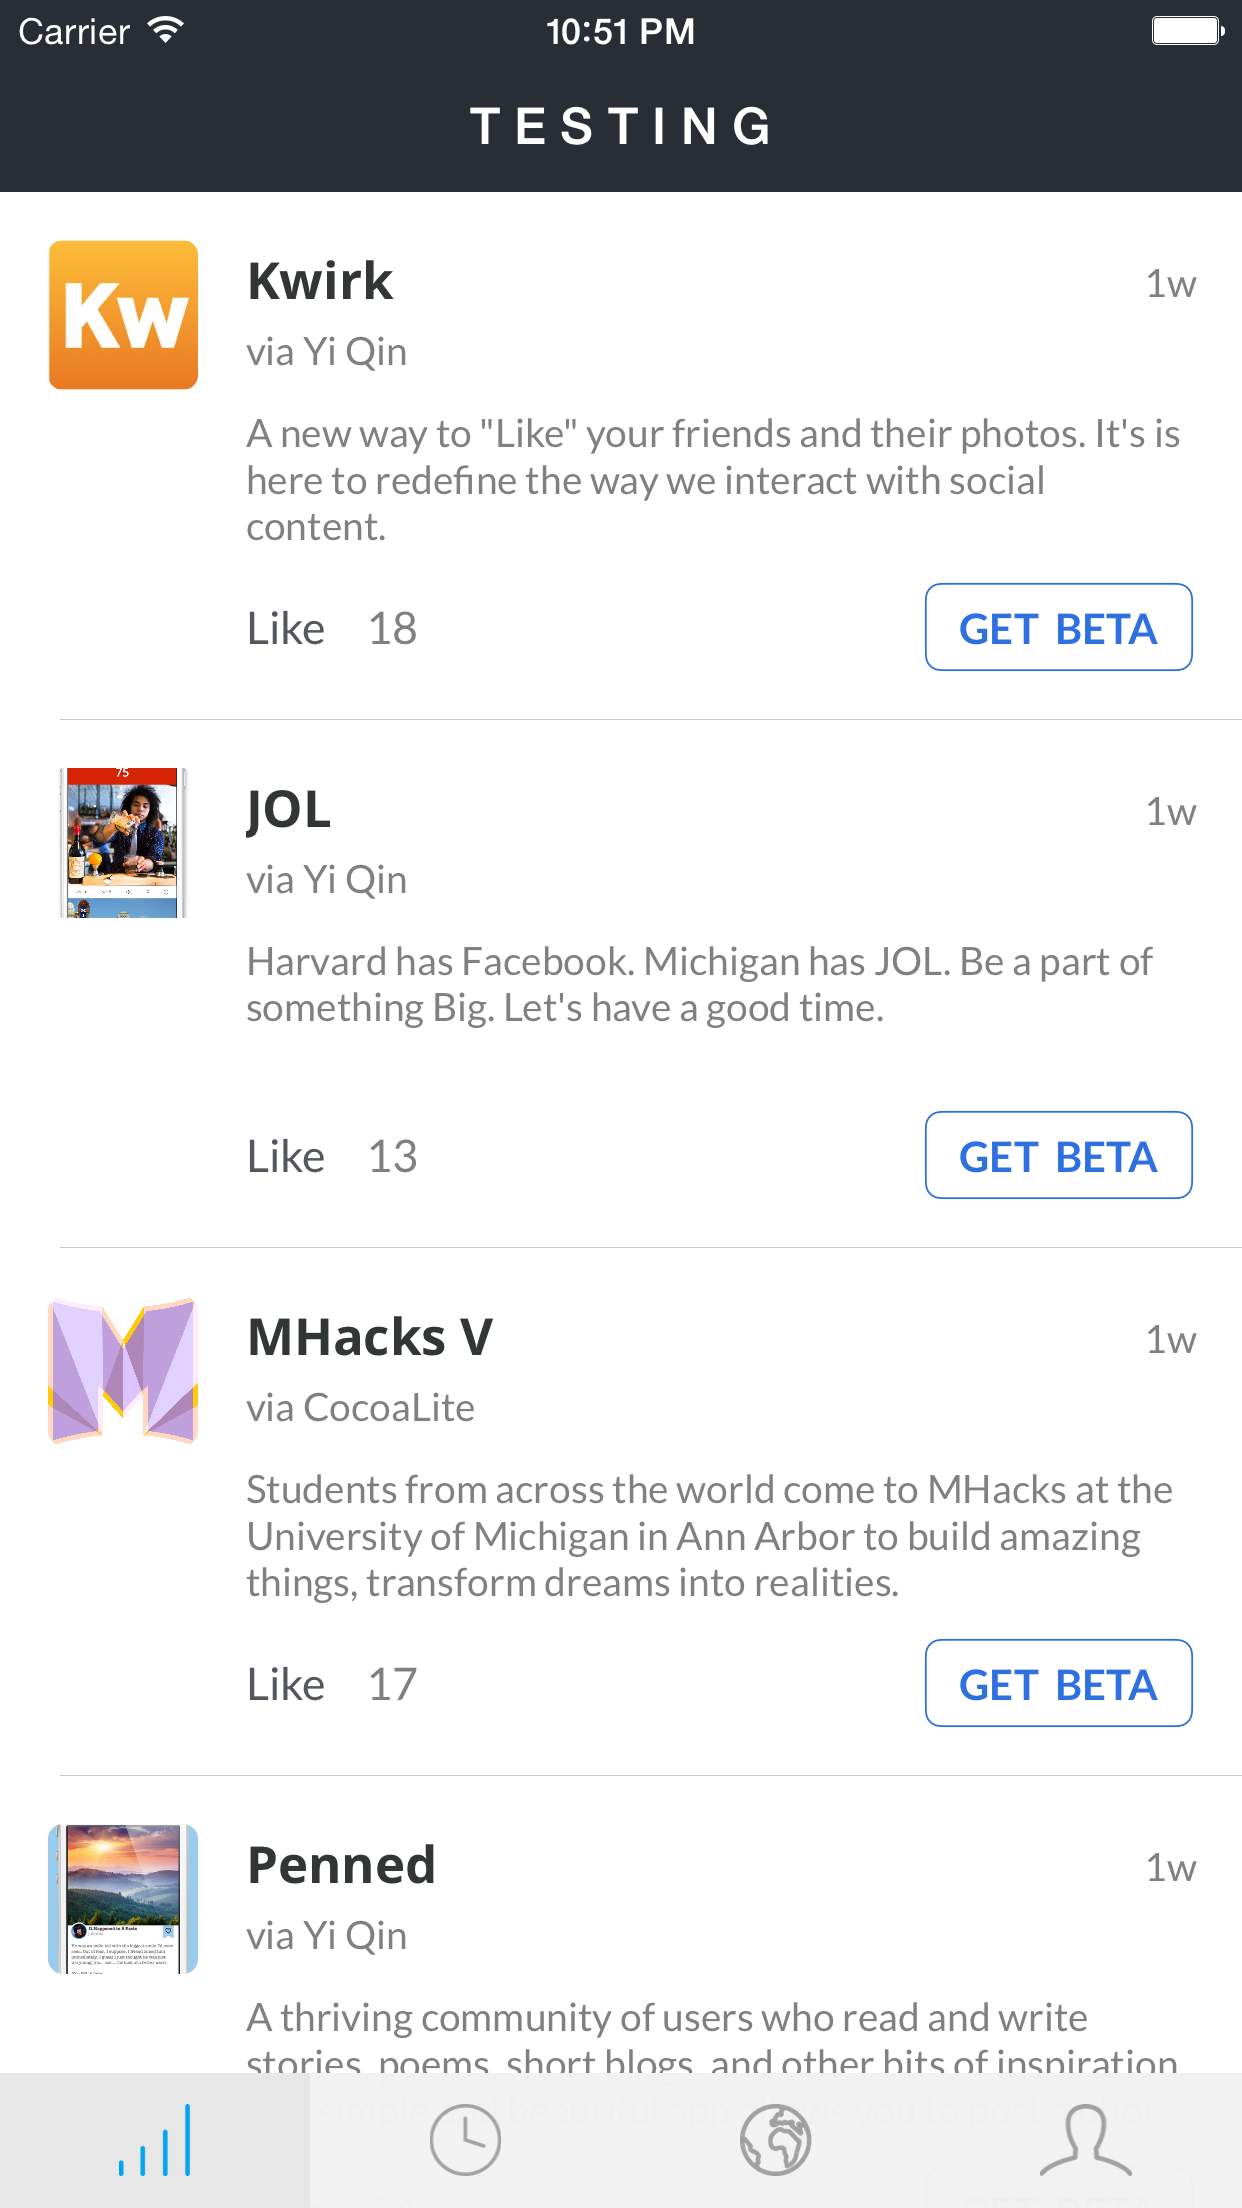 Carrier 10:51 PM
TESTING
Kw
Kwirk 1w
via Yi Qin
A new way to "Like" your friends and their photos. It's is
here to redefine the way we interact with social
content.
Like 18 GET BETA
75
JOL 1w
via Yi Qin
Harvard has Facebook. Michigan has JOL. Be a part of
something Big. Let's have a good time.
Like 13 GET BETA
MHacks V 1w
via CocoaLite
Students from across the world come to MHacks at the
University of Michigan in Ann Arbor to build amazing
things, transform dreams into realities.
Like 17 GET BETA
Penned 1w
via Yi Qin
A thriving community of users who read and write
stories, poems, short blogs, and other bits of inspiration